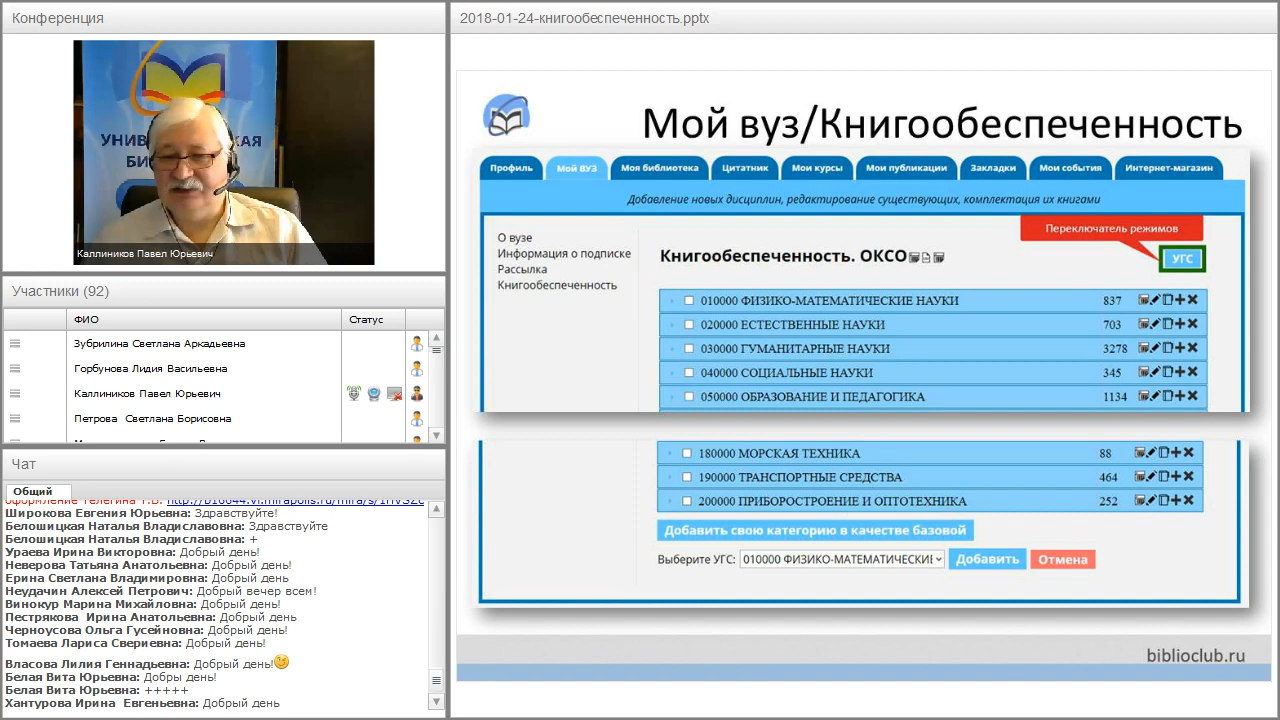 Конференция
Каллиников Павел Юрьевич
Участники (92)
ФИО
Статус
Зубрилина Светлана Аркадьевна
Горбунова Лидия Васильевна
Каллиников Павел Юрьевич
Петрова Светлана Борисовна
Чат
Общий
оформление Телегина Т.В.
Широкова Евгения Юрьевна: Здравствуйте!
Белошицкая Наталья Владиславовна: Здравствуйте
Белошицкая Наталья Владиславовна: +
Ураева Ирина Викторовна: Добрый день!
Неверова Татьяна Анатольевна: Добрый день!
Ерина Светлана Владимировна: Добрый день
Неудачин Алексей Петрович: Добрый вечер всем!
Винокур Марина Михайловна: Добрый день!
Пестрякова Ирина Анатольевна: Добрый день
Черноусова Ольга Гусейновна: Добрый день!
Томаева Лариса Свериевна: Добрый день!
Власова Лилия Геннадьевна: Добрый день!
Белая Вита Юрьевна: Добры день!
Белая Вита Юрьевна: +++++
Хантурова Ирина Евгеньевна: Добрый день
2018-01-24-книгообеспеченность.pptx
Мой вуз/Книгообеспеченность
Профиль Мой ВУЗ Моя библиотека Цитатник Мои курсы Мои публикации Закладки Мои события Интернет-магазин
Добавление новых дисциплин, редактирование существующих, комплектация их книгами
Переключатель режимов
О вузе
Информация о подписке
Рассылка
Книгообеспеченность
Книгообеспеченность. ОКСО
УГС
010000 ФИЗИКО-МАТЕМАТИЧЕСКИЕ НАУКИ 837
020000 ЕСТЕСТВЕННЫЕ НАУКИ 703
030000 ГУМАНИТАРНЫЕ НАУКИ 3278
040000 СОЦИАЛЬНЫЕ НАУКИ 345
050000 ОБРАЗОВАНИЕ И ПЕДАГОГИКА 1134
180000 МОРСКАЯ ТЕХНИКА 88
190000 ТРАНСПОРТНЫЕ СРЕДСТВА 464
200000 ПРИБОРОСТРОЕНИЕ И ОПТОТЕХНИКА 252
Добавить свою категорию в качестве базовой
Выберите УГС: 010000 ФИЗИКО-МАТЕМАТИЧЕСКИЕ Добавить Отмена
biblioclub.ru